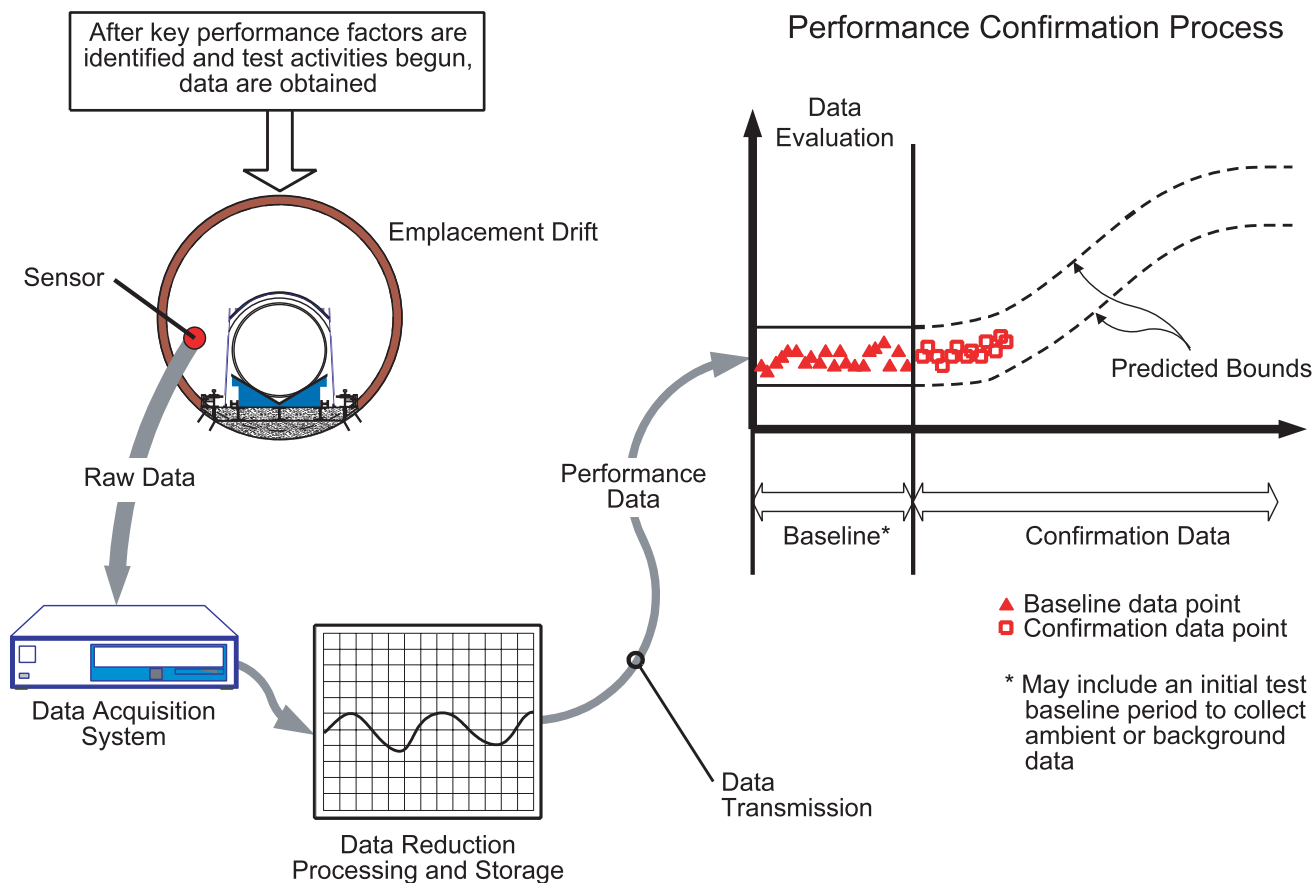 After key performance factors are
identified and test activities begun,
data are obtained
Performance Confirmation Process
Data
Evaluation
Emplacement Drift
Sensor
Predicted Bounds
Raw Data
Performance
Data
Baseline*
Confirmation Data
Baseline data point
Confirmation data point
* May include an initial test
baseline period to collect
ambient or background
data
Data Acquisition
System
Data
Transmission
Data Reduction
Processing and Storage